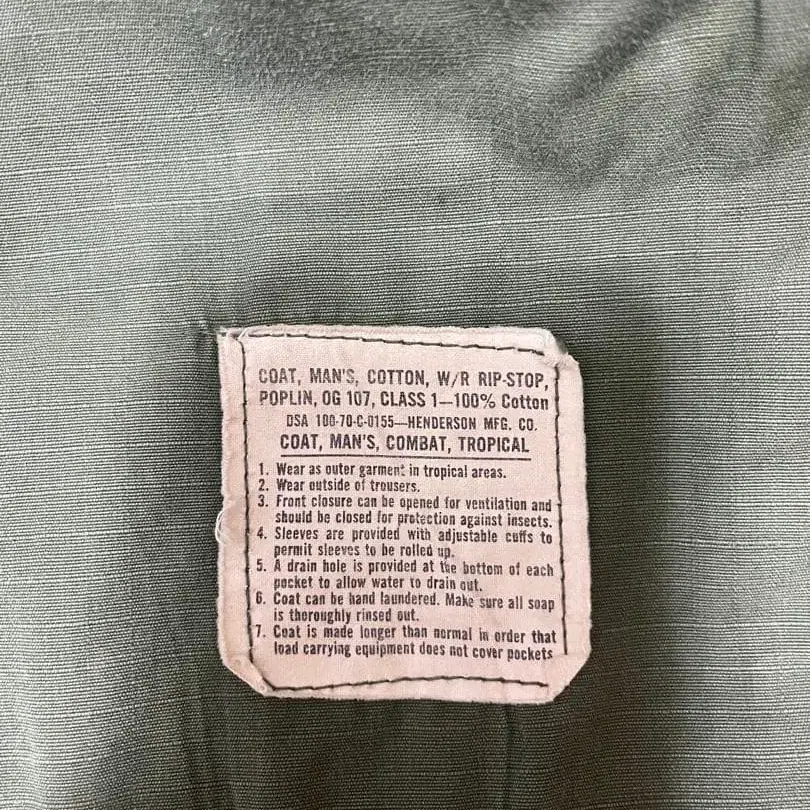 COAT, MAN'S, COTTON, W/R RIP-STOP,
POPLIN, OG 107, CLASS 1—100% Cotton
DSA 100-70-C-0155—HENDERSON MFG. CO.
COAT, MAN'S, COMBAT, TROPICAL
1. Wear as outer garment in tropical areas.
2. Wear outside of trousers.
3. Front closure can be opened for ventilation and
should be closed for protection against insects.
4. Sleeves are provided with adjustable cuffs to
permit sleeves to be rolled up.
5. A drain hole is provided at the bottom of each
pocket to allow water to drain out.
6. Coat can be hand laundered. Make sure all soap
is thoroughly rinsed out.
7. Coat is made longer than normal in order that
load carrying equipment does not cover pockets